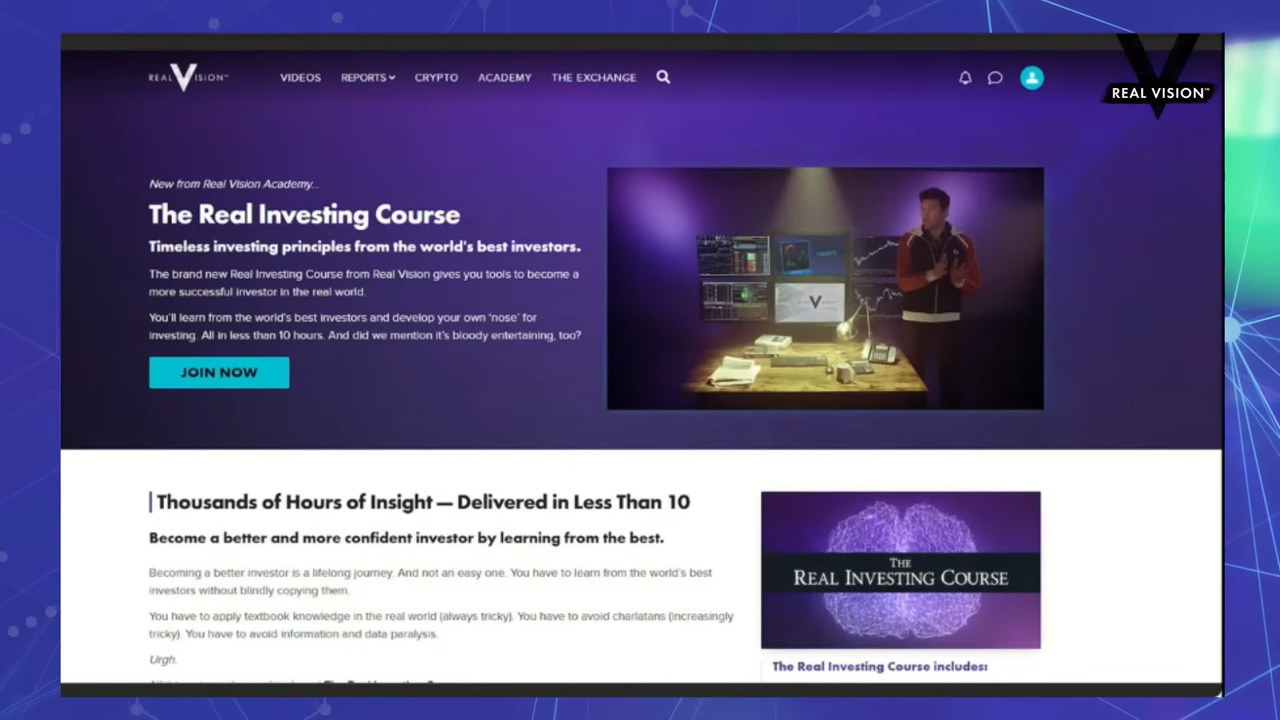 REAL VISION™
VIDEOS
REPORTS
CRYPTO
ACADEMY
THE EXCHANGE
REAL VISION™
New from Real Vision Academy...
The Real Investing Course
Timeless investing principles from the world's best investors.
The brand new Real Investing Course from Real Vision gives you tools to become a
more successful investor in the real world.
You'll learn from the world's best investors and develop your own 'nose' for
investing. All in less than 10 hours. And did we mention it's bloody entertaining, too?
JOIN NOW
Thousands of Hours of Insight — Delivered in Less Than 10
Become a better and more confident investor by learning from the best.
Becoming a better investor is a lifelong journey. And not an easy one. You have to learn from the world's best
investors without blindly copying them.
You have to apply textbook knowledge in the real world (always tricky). You have to avoid charlatans (increasingly
tricky). You have to avoid information and data paralysis.
Urgh.
THE
REAL INVESTING COURSE
The Real Investing Course includes: